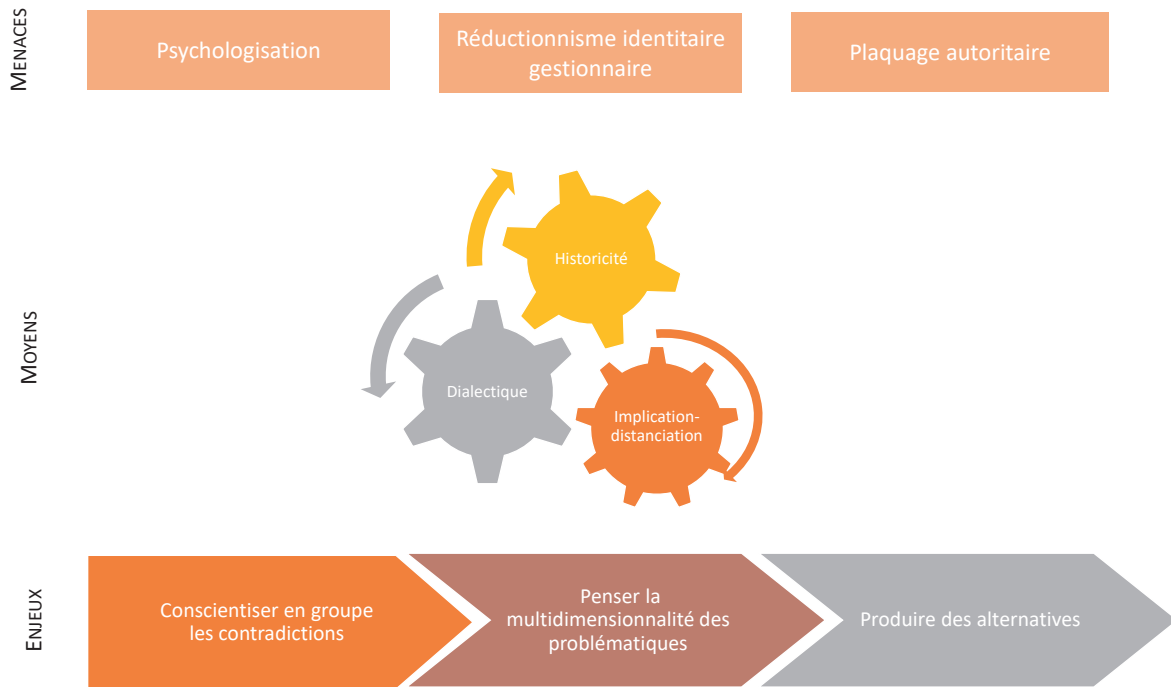 MENACES
Psychologisation
Réductionnisme identitaire
gestionnaire
Plaquage autoritaire
MOYENS
Historicité
Dialectique
Implication-
distanciation
ENJEUX
Conscientiser en groupe
les contradictions
Penser la
multidimensionnalité des
problématiques
Produire des alternatives